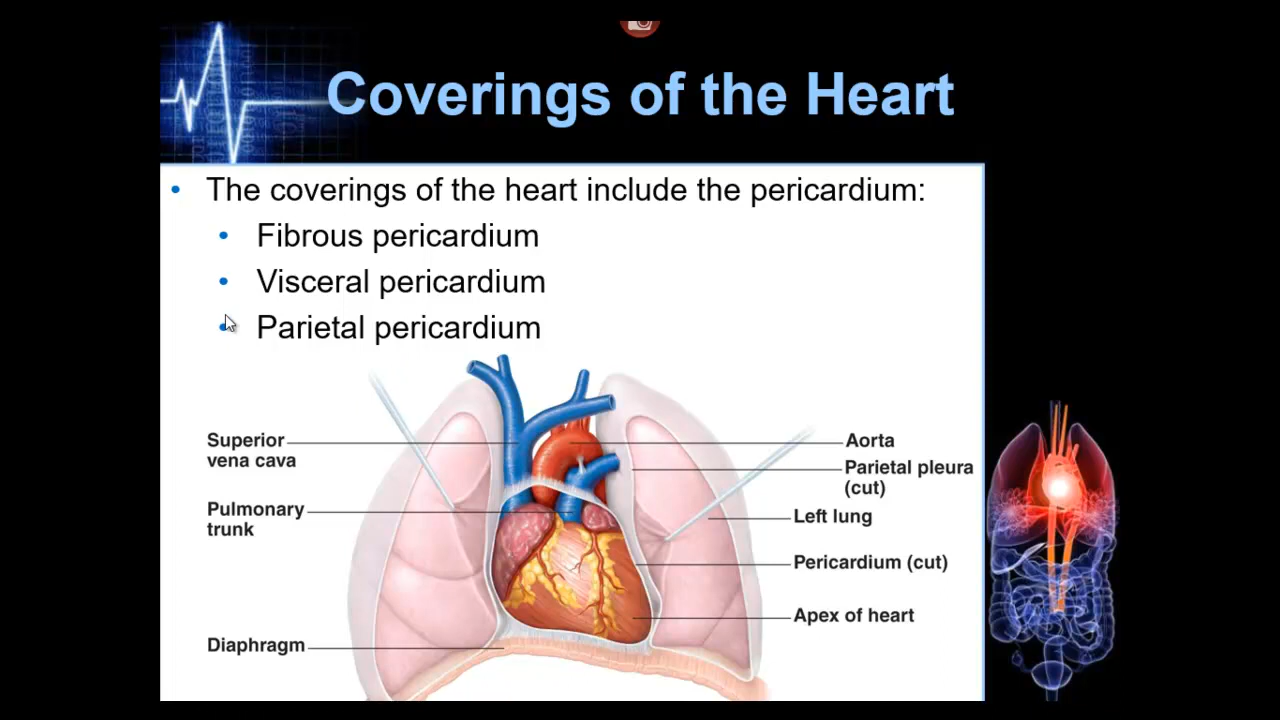 Coverings of the Heart
• The coverings of the heart include the pericardium:
• Fibrous pericardium
• Visceral pericardium
• Parietal pericardium
Superior
vena cava
Pulmonary
trunk
Diaphragm
Aorta
Parietal pleura
(cut)
Left lung
Pericardium (cut)
Apex of heart